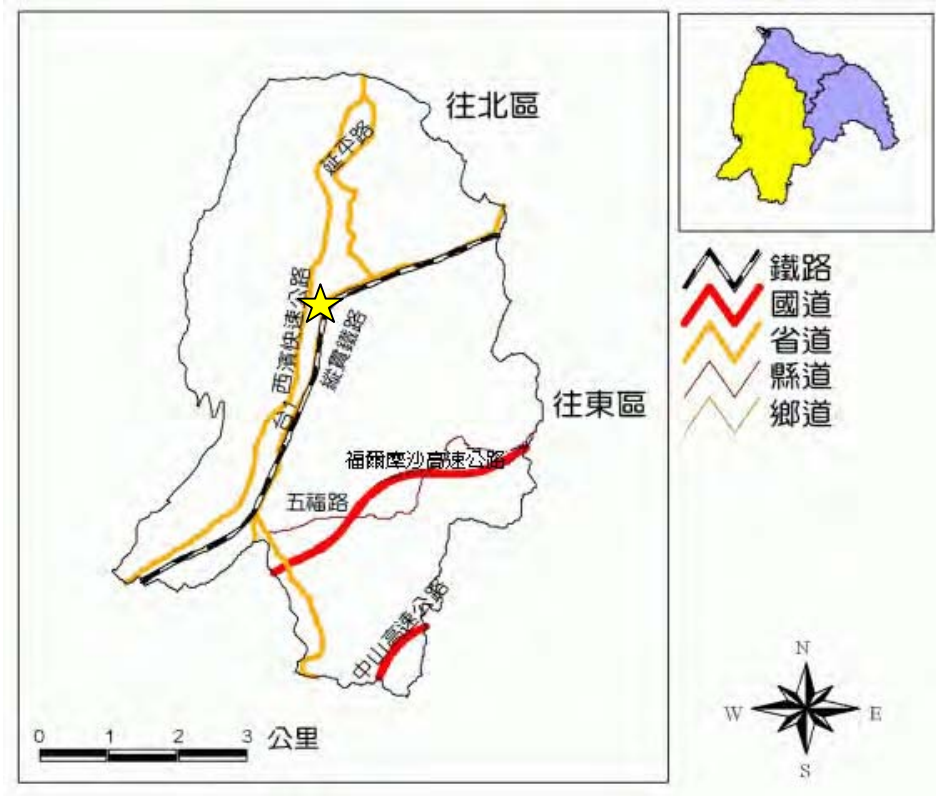 往北區
延平路
台, 西濱快速公路
縱貫鐵路
往東區
福爾摩沙高速公路
五福路
中山高速公路
0 1 2 3 公里
鐵路
國道
省道
縣道
鄉道
N
W E
S